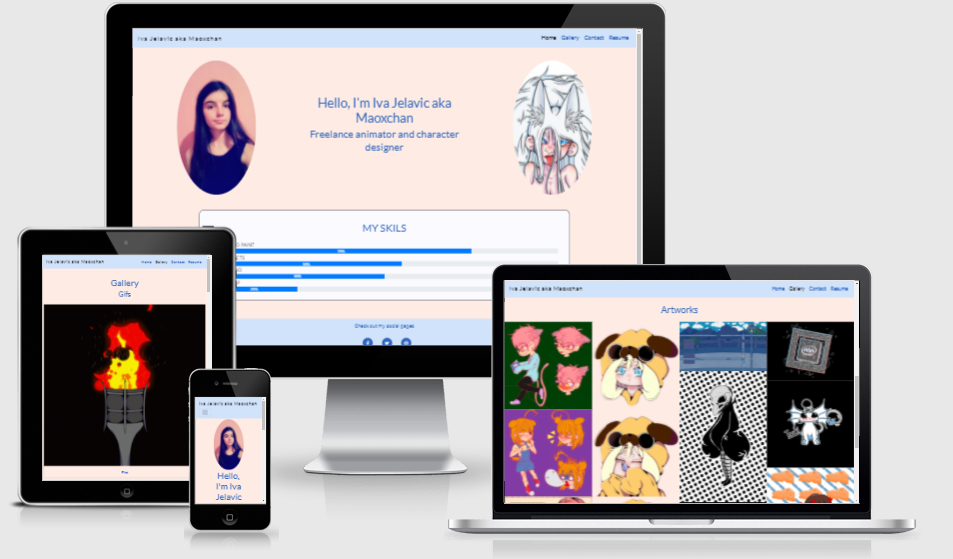 Iva Jelavic aka Maoxchan
Home Gallery Contact Resume
Hello, I'm Iva Jelavic aka
Maoxchan
Freelance animator and character
designer
MY SKILS
Check out my social pages
Iva Jelavic aka Maoxchan
Home Gallery Contact Resume
Gallery
Gifs
Fire
Iva Jelavic aka Maoxchan
Hello,
I'm Iva
Jelavic
Iva Jelavic aka Maoxchan
Home Gallery Contact Resume
Artworks
intel